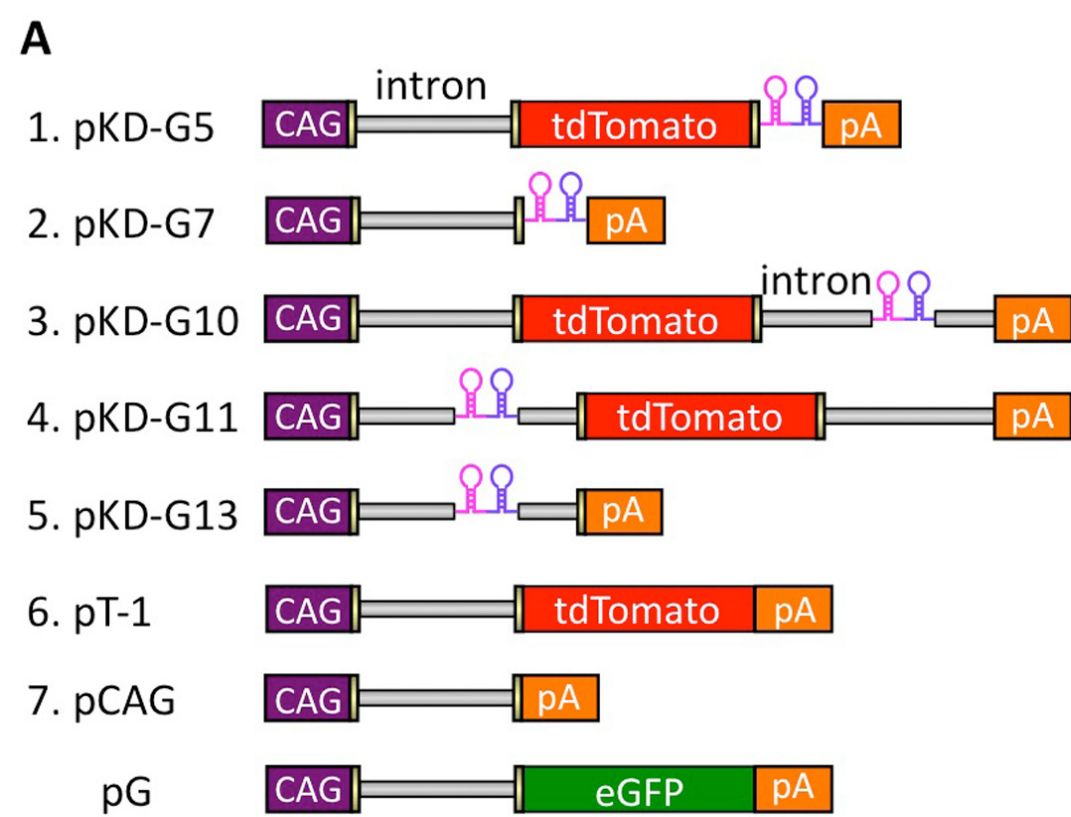 A
intron
1. pKD-G5 CAG tdTomato pA
2. pKD-G7 CAG pA
intron
3. pKD-G10 CAG tdTomato pA
4. pKD-G11 CAG tdTomato pA
5. pKD-G13 CAG pA
6. pT-1 CAG tdTomato pA
7. pCAG CAG pA
pG CAG eGFP pA